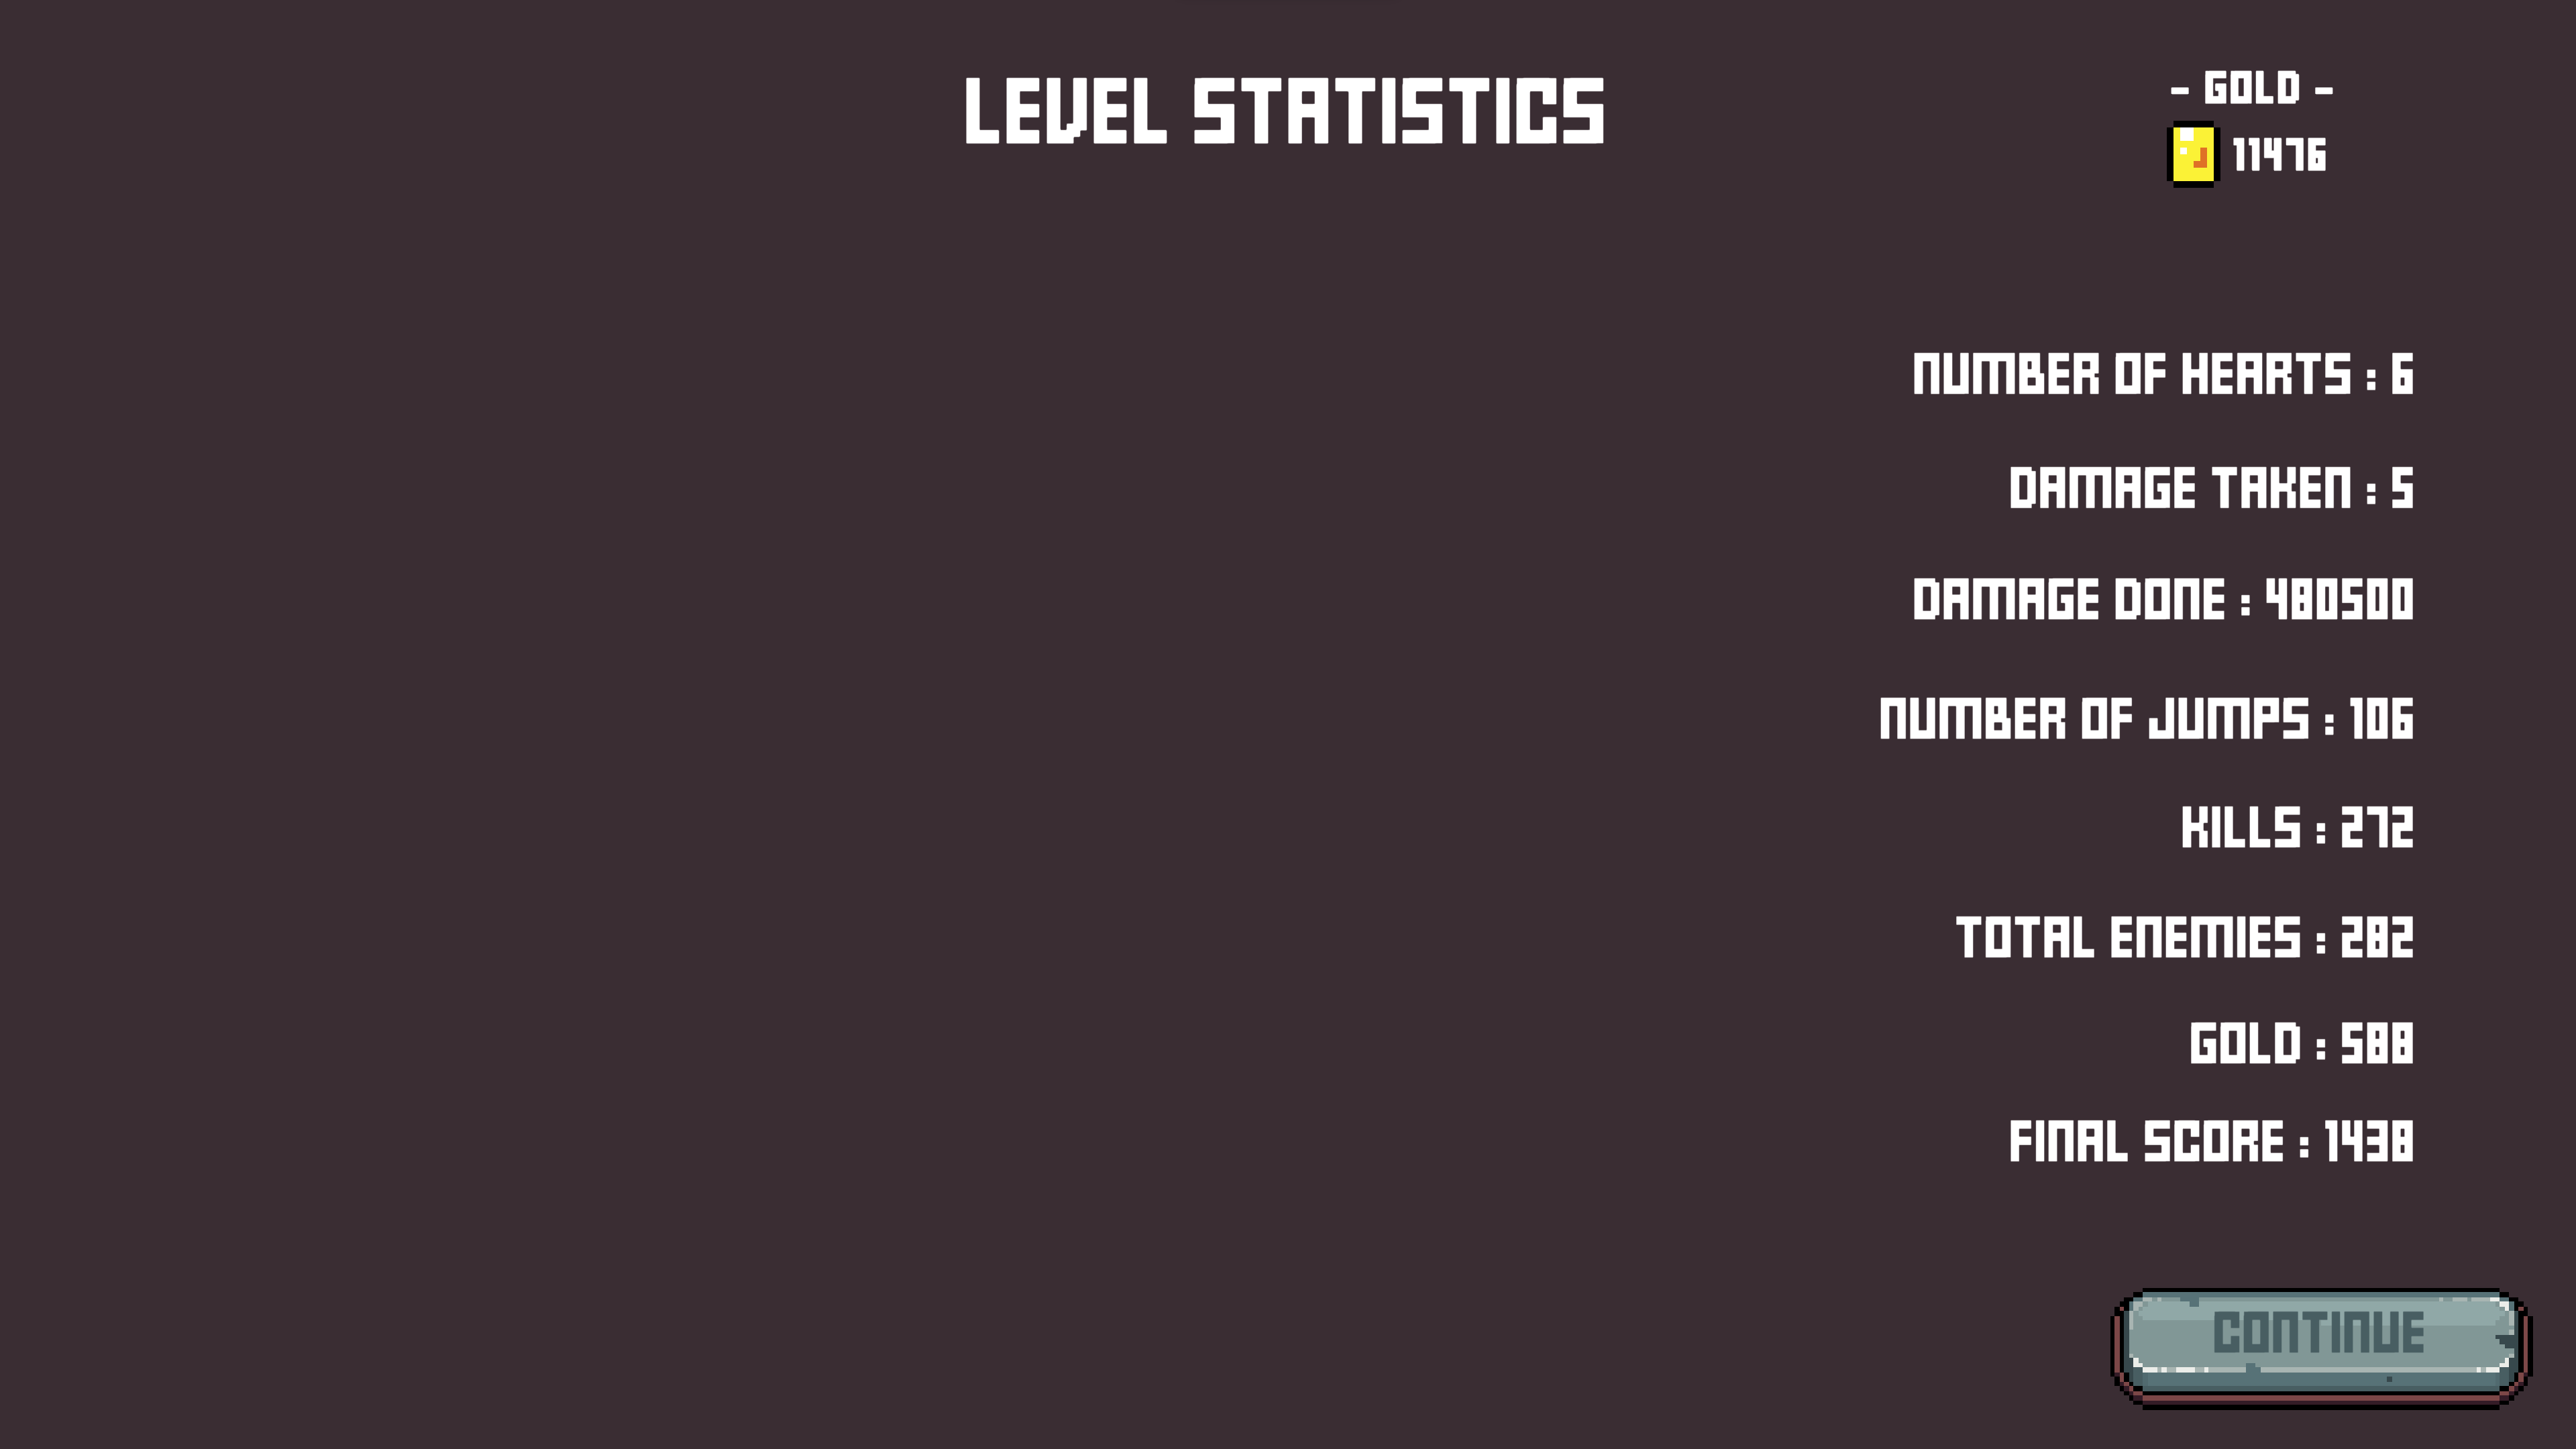 LEVEL STATISTICS
- GOLD -
11476
NUMBER OF HEARTS : 6
DAMAGE TAKEN : 5
DAMAGE DONE : 480500
NUMBER OF JUMPS : 106
KILLS : 272
TOTAL ENEMIES : 282
GOLD : 588
FINAL SCORE : 1438
CONTINUE